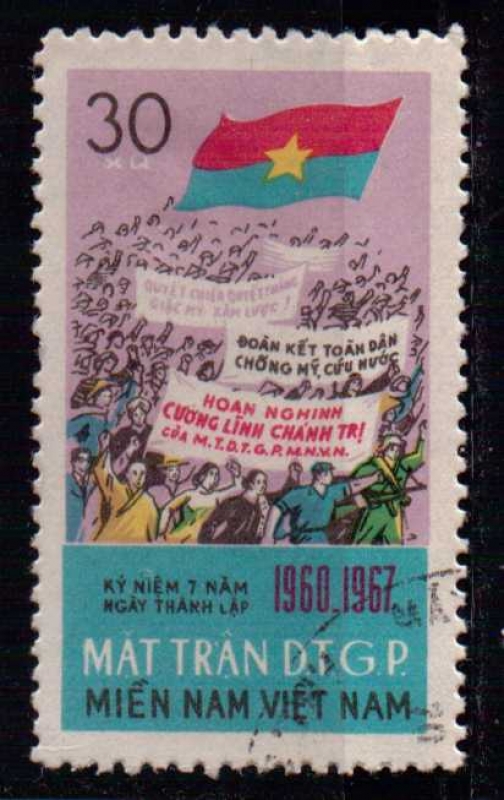 30
XU
QUYẾT CHIẾN QUYẾT THẮNG
GIẶC MỸ XÂM LƯỢC!
ĐOÀN KẾT TOÀN DÂN
CHỐNG MỸ, CỨU NƯỚC
HOAN NGHINH
CƯƠNG LĨNH CHÁNH TRỊ
CỦA M.T.D.T.G.P.M.N.V.N.
KỶ NIỆM 7 NĂM
NGÀY THÀNH LẬP
1960_1967
MẶT TRẬN D.T.G.P.
MIỀN NAM VIỆT NAM